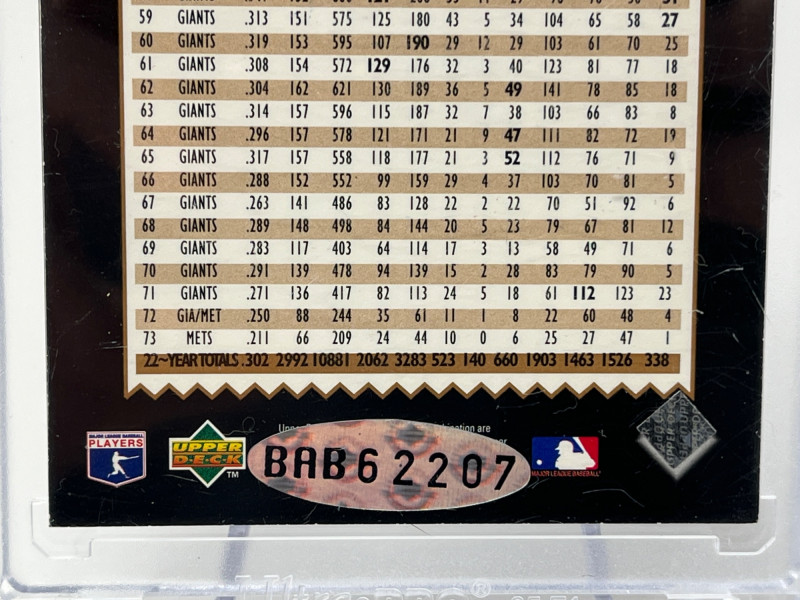 59 GIANTS .313 151 575 125 180 43 5 34 104 65 58 27
60 GIANTS .319 153 595 107 190 29 12 29 103 61 70 25
61 GIANTS .308 154 572 129 176 32 3 40 123 81 77 18
62 GIANTS .304 162 621 130 189 36 5 49 141 78 85 18
63 GIANTS .314 157 596 115 187 32 7 38 103 66 83 8
64 GIANTS .296 157 578 121 171 21 9 47 111 82 72 19
65 GIANTS .317 157 558 118 177 21 3 52 112 76 71 9
66 GIANTS .288 152 552 99 159 29 4 37 103 70 81 5
67 GIANTS .263 141 486 83 128 22 2 22 70 51 92 6
68 GIANTS .289 148 498 84 144 20 5 23 79 67 81 12
69 GIANTS .283 117 403 64 114 17 3 13 58 49 71 6
70 GIANTS .291 139 478 94 139 15 2 28 83 79 90 5
71 GIANTS .271 136 417 82 113 24 5 18 61 112 123 23
72 GIA/MET .250 88 244 35 61 11 1 8 22 60 48 4
73 METS .211 66 209 24 44 10 0 6 25 27 47 1
22~YEAR TOTALS .302 2992 10881 2062 3283 523 140 660 1903 1463 1526 338
MAJOR LEAGUE BASEBALL
PLAYERS
UPPER
DECK
TM
are
BAB62207
MAJOR LEAGUE BASEBALL